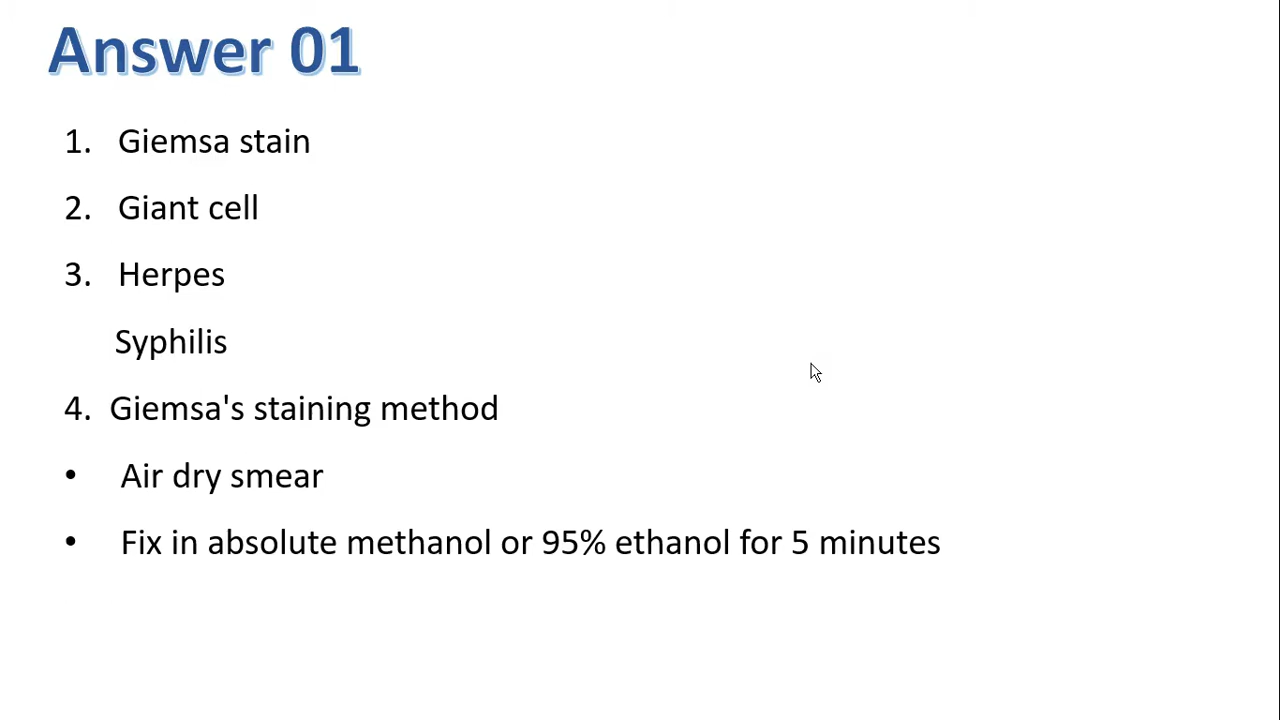 Answer 01
1. Giemsa stain
2. Giant cell
3. Herpes
Syphilis
4. Giemsa's staining method
• Air dry smear
• Fix in absolute methanol or 95% ethanol for 5 minutes